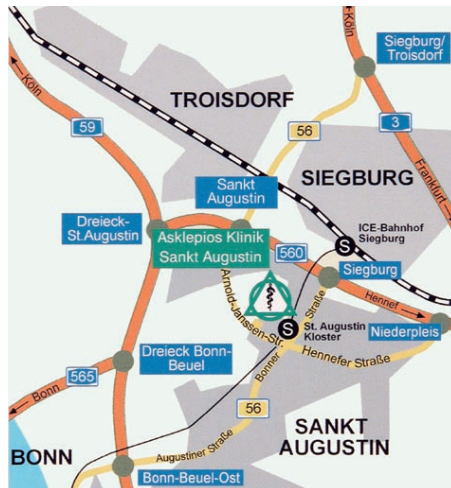 Köln
Köln
Siegburg/
Troisdorf
TROISDORF
59
56
3
SIEGBURG
Frankfurt
Sankt
Augustin
ICE-Bahnhof
Siegburg
S
Dreieck-
St.Augustin
Asklepios Klinik
Sankt Augustin
560
Siegburg
Hennef
Arnold-Janssen-Str.
Bonner Straße
S
St. Augustin
Kloster
Niederpleis
Hennefer Straße
Dreieck Bonn-
Beuel
565
Bonn
56
SANKT
AUGUSTIN
Augustiner Straße
BONN
Bonn-Beuel-Ost